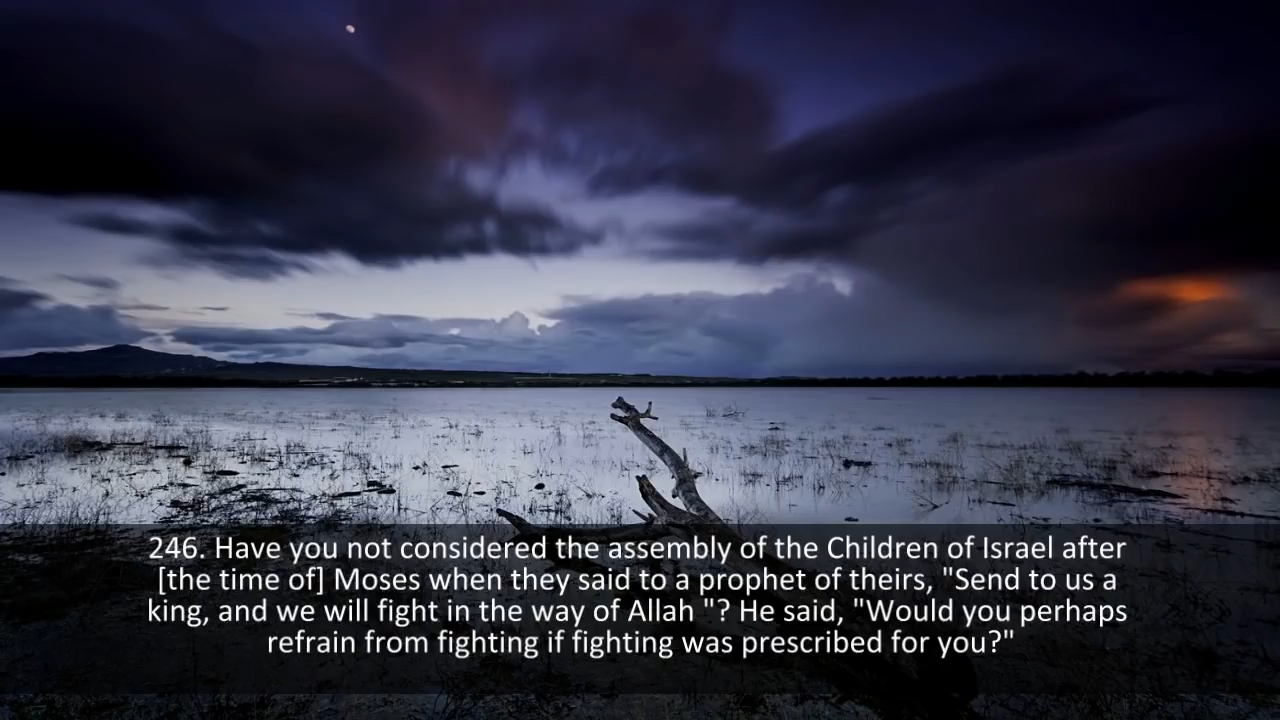 246. Have you not considered the assembly of the Children of Israel after
[the time of] Moses when they said to a prophet of theirs, "Send to us a
king, and we will fight in the way of Allah "? He said, "Would you perhaps
refrain from fighting if fighting was prescribed for you?"